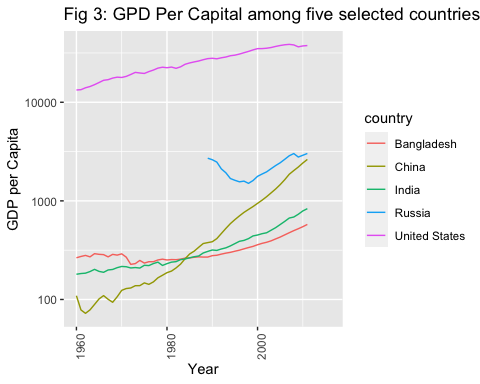 Fig 3: GPD Per Capital among five selected countries
GDP per Capita
10000
1000
100
1960
1980
2000
Year
country
Bangladesh
China
India
Russia
United States